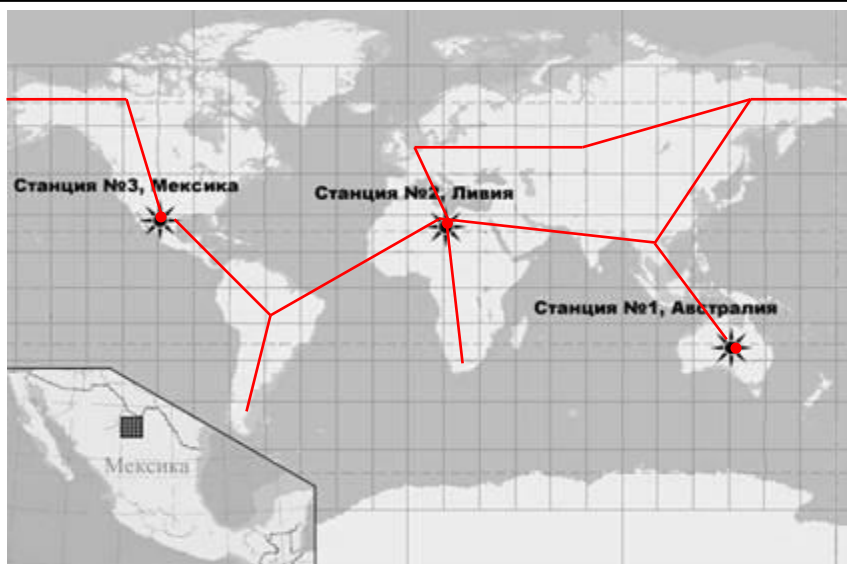 Станция №3, Мексика
Станция №2, Ливия
Станция №1, Австралия
Мексика